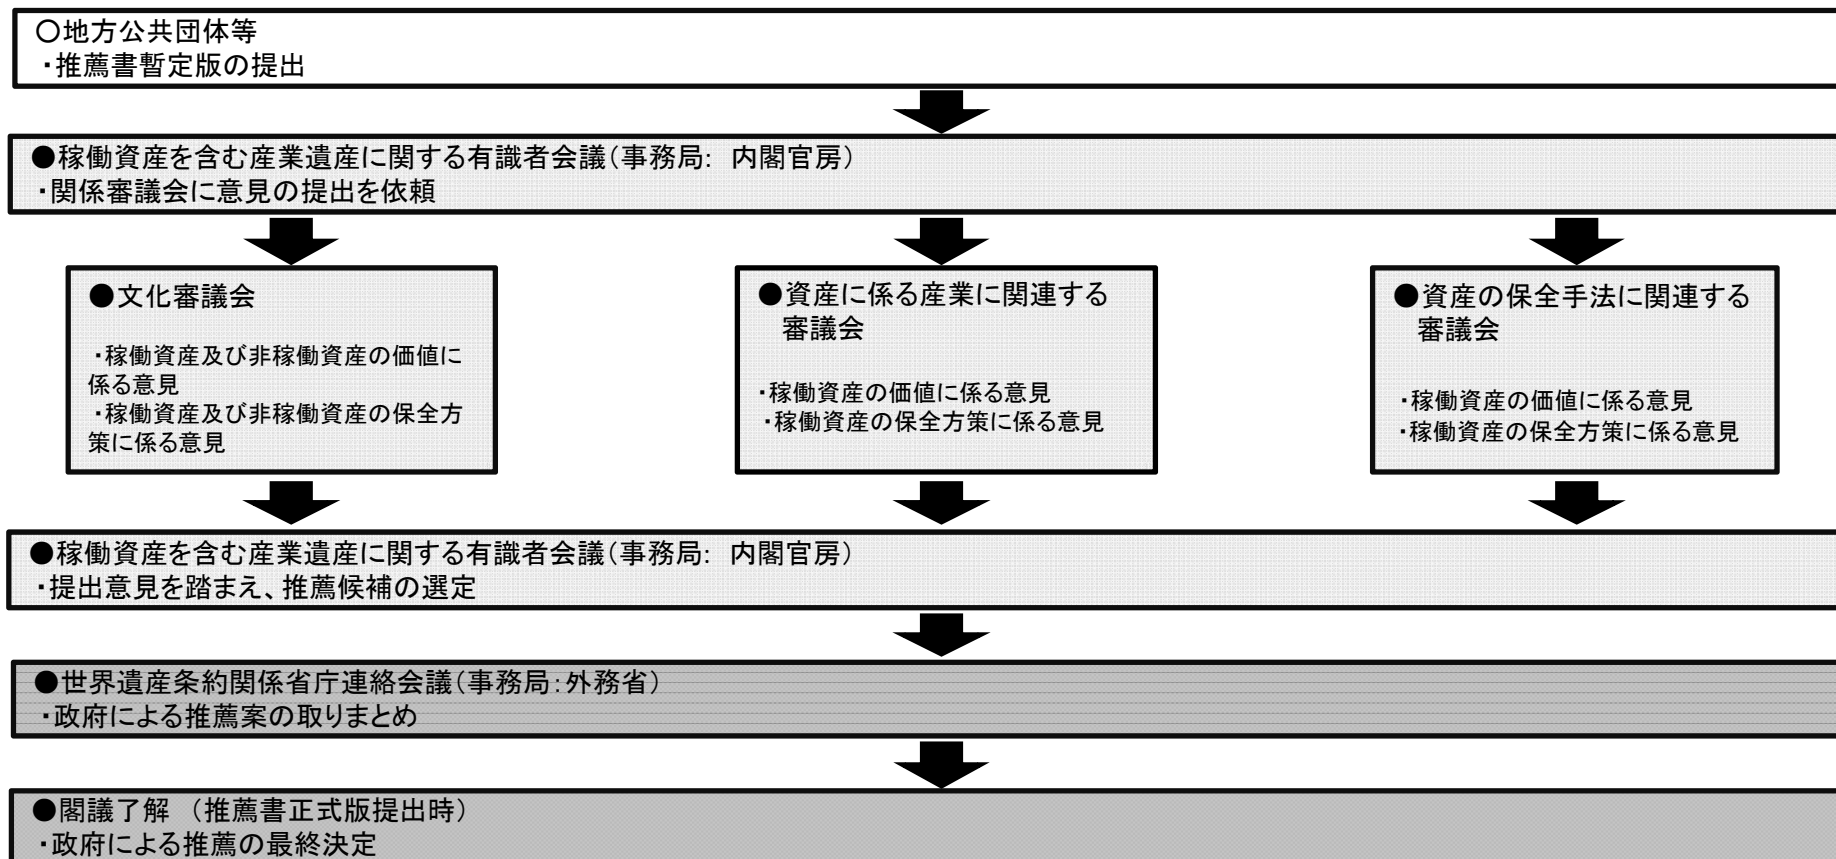 ○地方公共団体等
・推薦書暫定版の提出
●稼働資産を含む産業遺産に関する有識者会議（事務局:　内閣官房）
・関係審議会に意見の提出を依頼
●文化審議会
・稼働資産及び非稼働資産の価値に
係る意見
・稼働資産及び非稼働資産の保全方
策に係る意見
●資産に係る産業に関連する
審議会
・稼働資産の価値に係る意見
・稼働資産の保全方策に係る意見
●資産の保全手法に関連する
審議会
・稼働資産の価値に係る意見
・稼働資産の保全方策に係る意見
●稼働資産を含む産業遺産に関する有識者会議（事務局:　内閣官房）
・提出意見を踏まえ、推薦候補の選定
●世界遺産条約関係省庁連絡会議（事務局：外務省）
・政府による推薦案の取りまとめ
●閣議了解　（推薦書正式版提出時）
・政府による推薦の最終決定